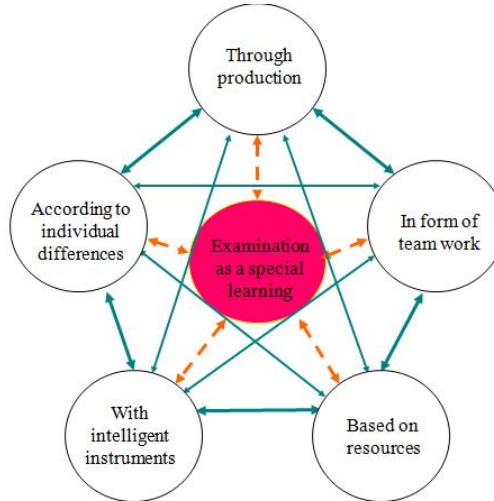 Through
production
According to
individual
differences
In form of
team work
Examination
as a special
learning
With
intelligent
instruments
Based on
resources